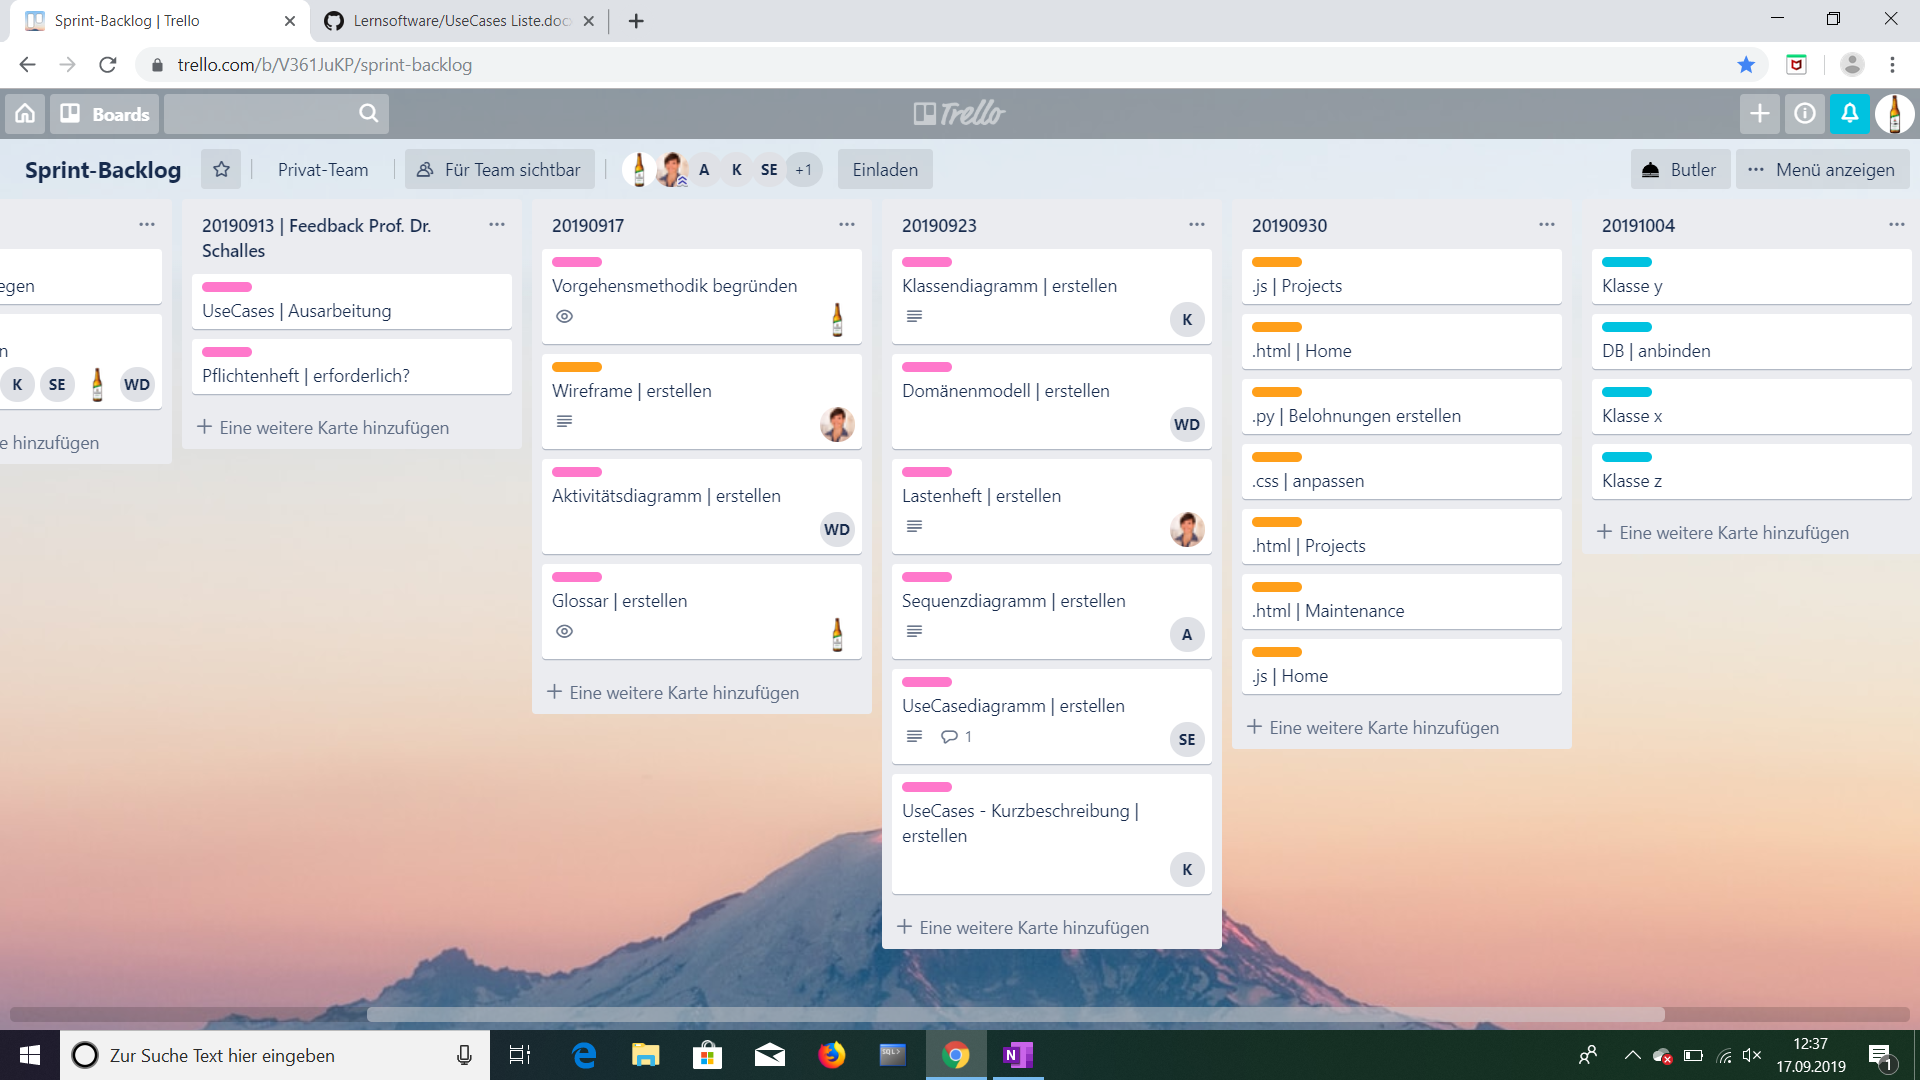 Sprint-Backlog | Trello
Lernsoftware/UseCases Liste.doc
trello.com/b/V361JuKP/sprint-backlog
Boards
Trello
Sprint-Backlog
Privat-Team
Für Team sichtbar
A
K
SE
+1
Einladen
Butler
Menü anzeigen
egen
n
K
SE
WD
e hinzufügen
20190913 | Feedback Prof. Dr.
Schalles
UseCases | Ausarbeitung
Pflichtenheft | erforderlich?
Eine weitere Karte hinzufügen
20190917
Vorgehensmethodik begründen
Wireframe | erstellen
Aktivitätsdiagramm | erstellen
WD
Glossar | erstellen
Eine weitere Karte hinzufügen
20190923
Klassendiagramm | erstellen
K
Domänenmodell | erstellen
WD
Lastenheft | erstellen
Sequenzdiagramm | erstellen
A
UseCasediagramm | erstellen
1
SE
UseCases - Kurzbeschreibung |
erstellen
K
Eine weitere Karte hinzufügen
20190930
.js | Projects
.html | Home
.py | Belohnungen erstellen
.css | anpassen
.html | Projects
.html | Maintenance
.js | Home
Eine weitere Karte hinzufügen
20191004
Klasse y
DB | anbinden
Klasse x
Klasse z
Eine weitere Karte hinzufügen
Zur Suche Text hier eingeben
SQL>
N
12:37
17.09.2019
1